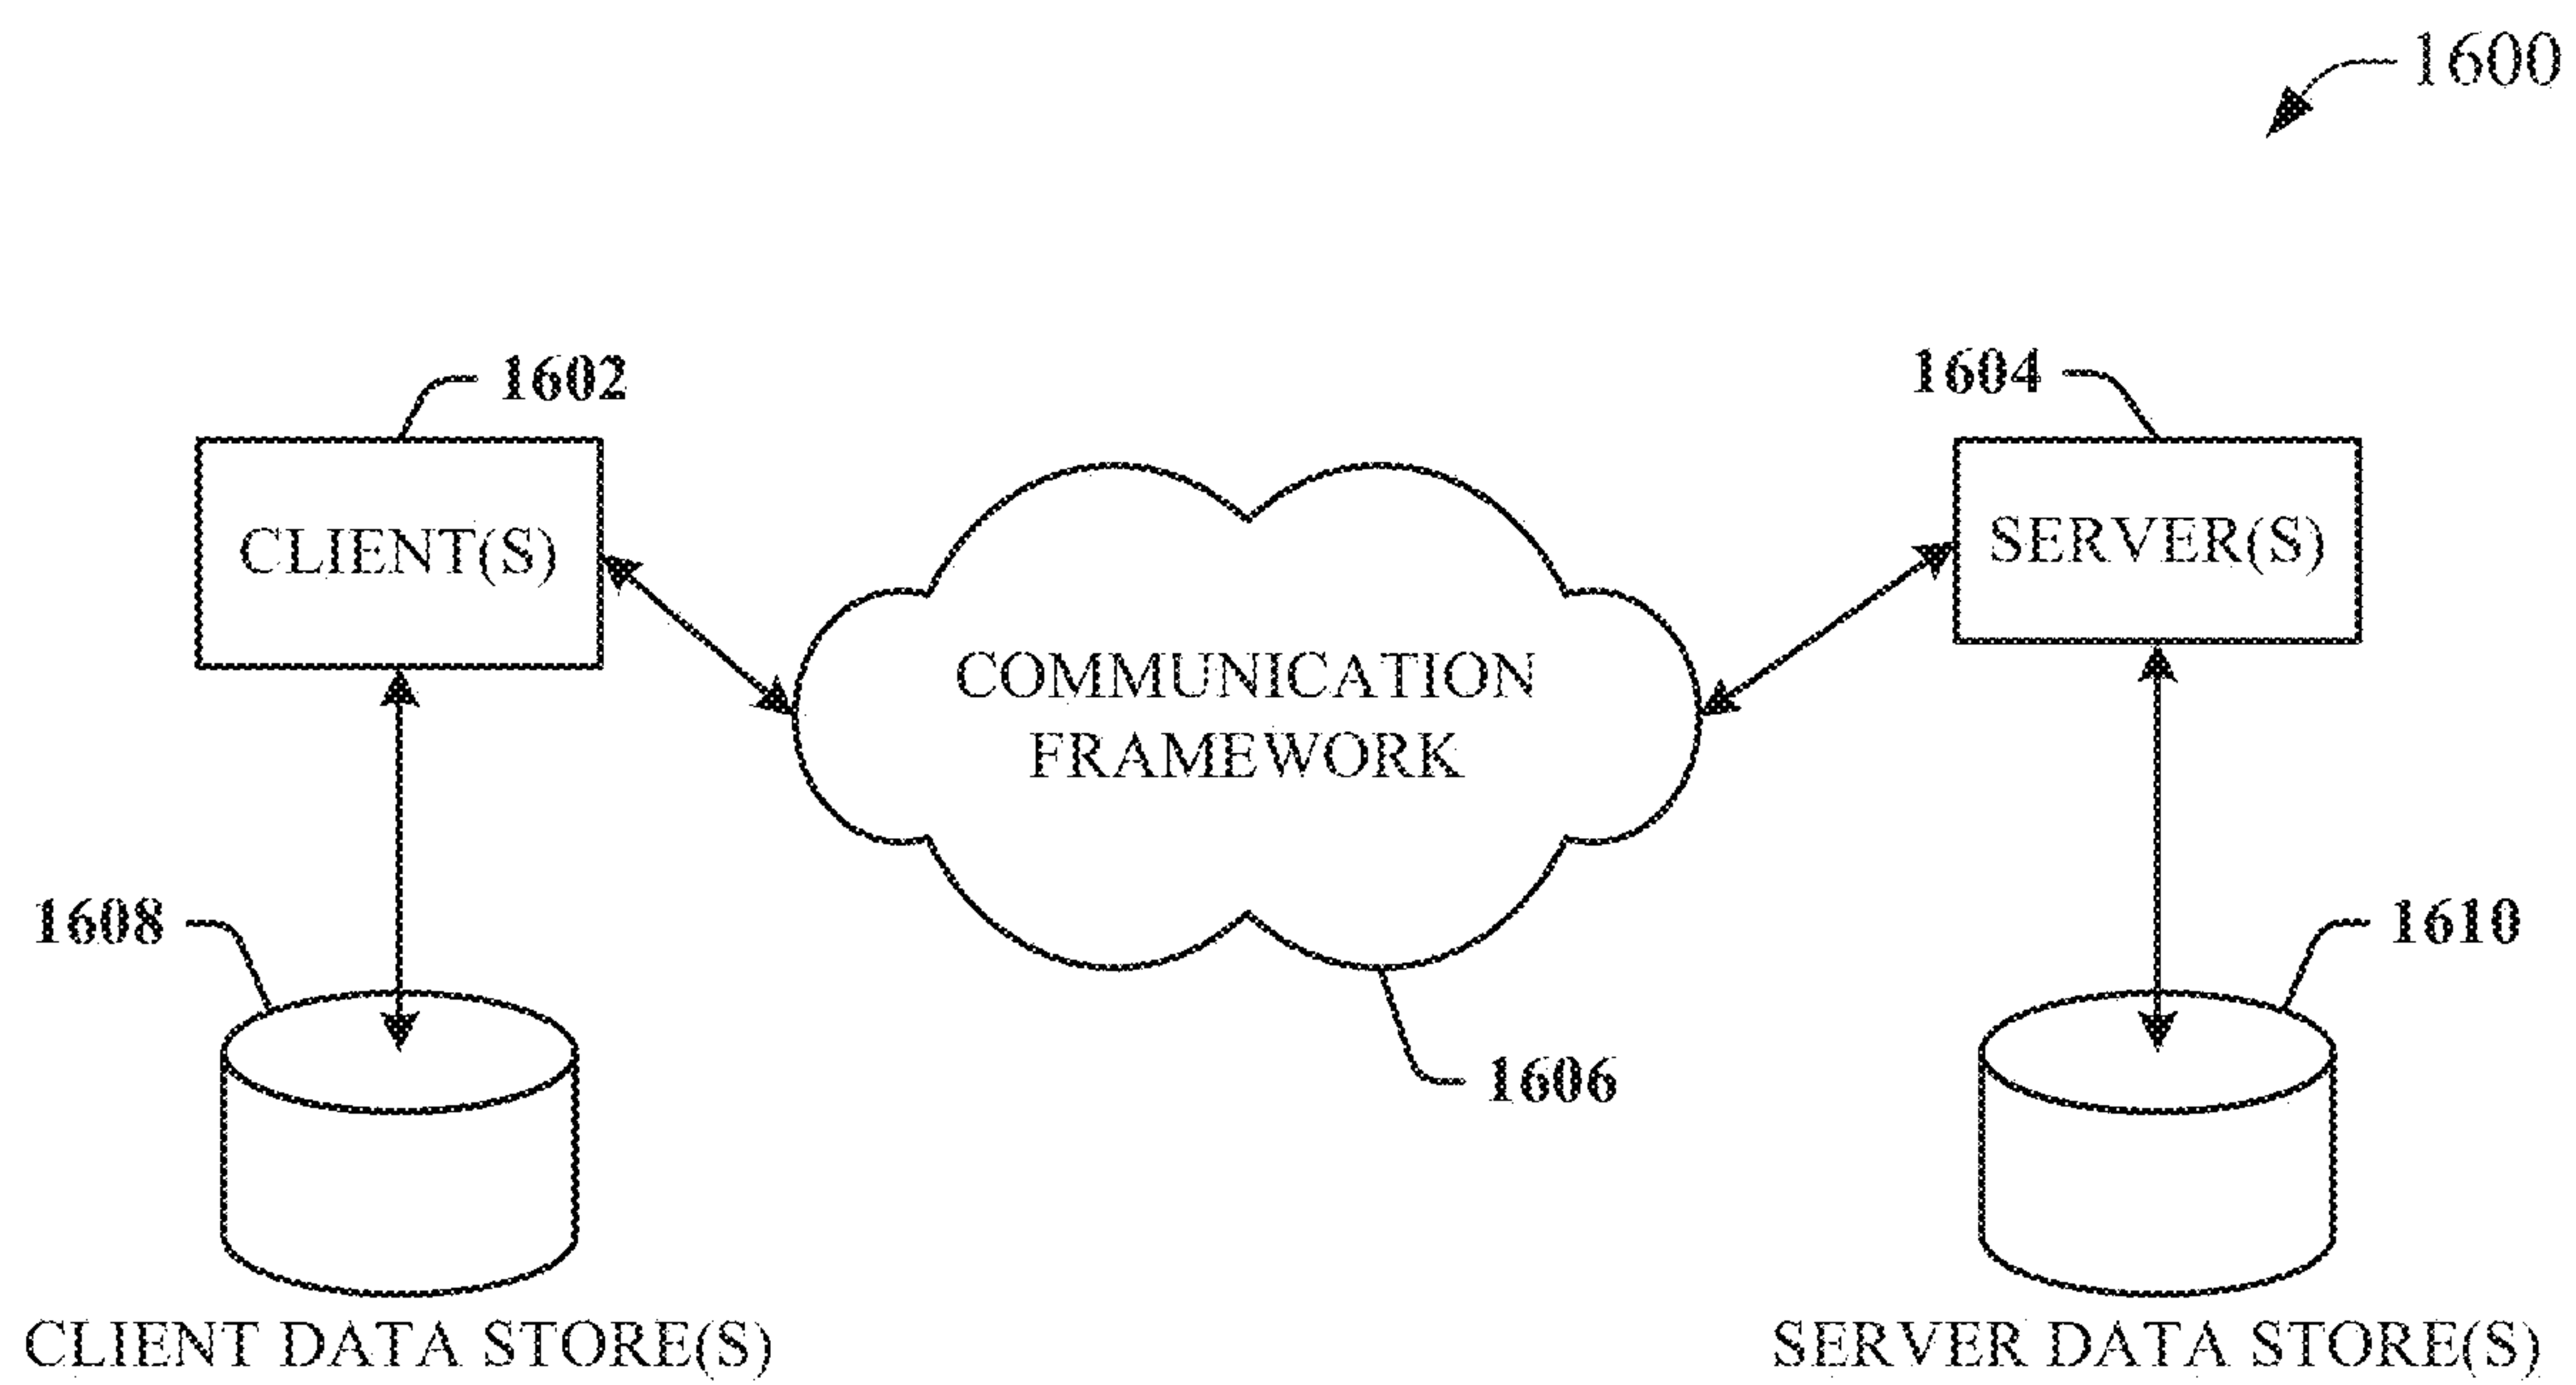 1600
1602
1604
CLIENT(S)
SERVER(S)
COMMUNICATION
FRAMEWORK
1608
1610
1606
CLIENT DATA STORE(S)
SERVER DATA STORE(S)